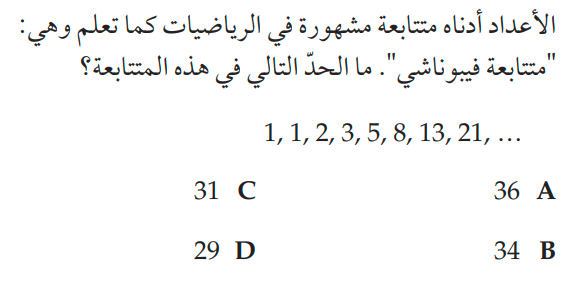 الأعداد أدناه متتابعة مشهورة في الرياضيات كما تعلم وهي:
"متتابعة فيبوناشي". ما الحدّ التالي في هذه المتتابعة؟
1, 1, 2, 3, 5, 8, 13, 21, …
36 A
31 C
34 B
29 D